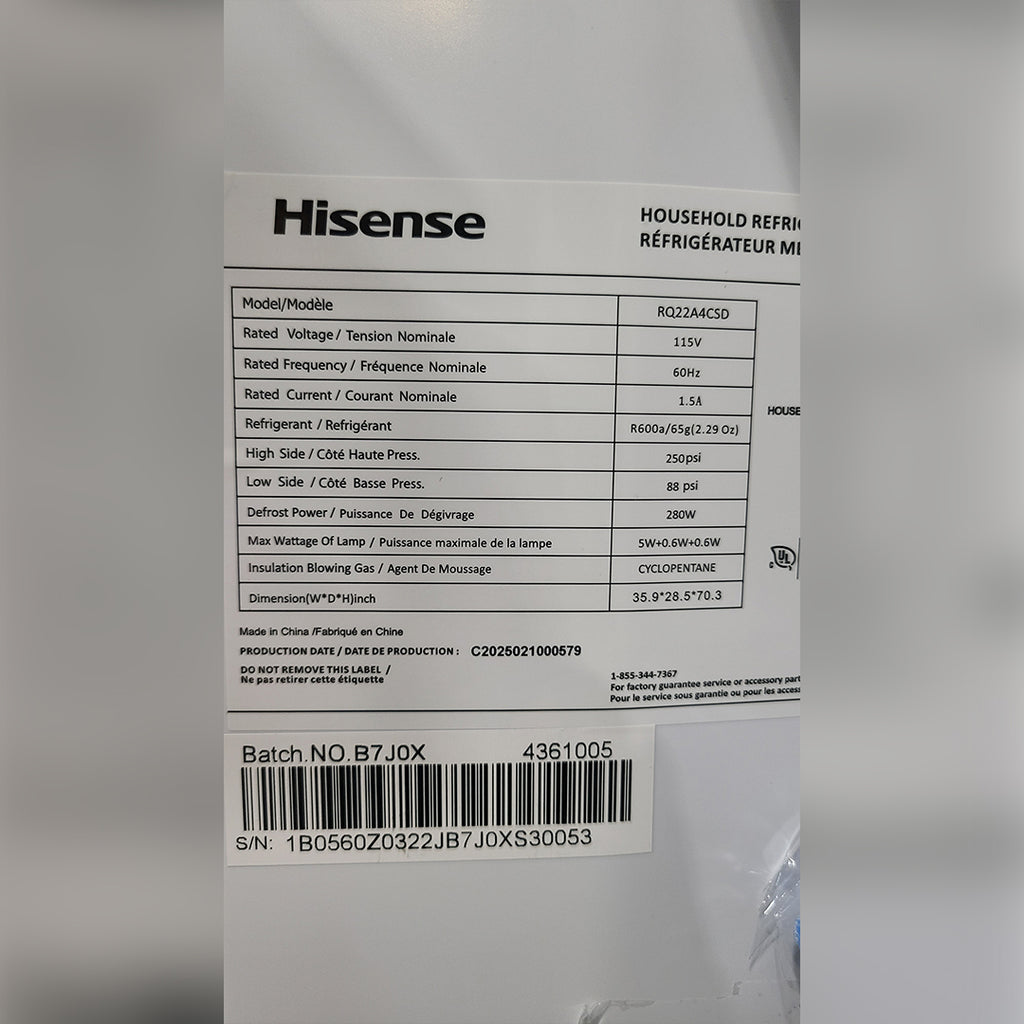 Hisense
HOUSEHOLD
RÉFRIGÉRATEUR
Model/Modèle RQ22A4CSD
Rated Voltage / Tension Nominale 115V
Rated Frequency / Fréquence Nominale 60Hz
Rated Current / Courant Nominale 1.5A
Refrigerant / Refrigérant R600a/65g(2.29 Oz)
High Side / Côté Haute Press. 250psi
Low Side / Côté Basse Press. 88 psi
Defrost Power / Puissance De Dégivrage 280W
Max Wattage Of Lamp / Puissance maximale de la lampe 5W+0.6W+0.6W
Insulation Blowing Gas / Agent De Moussage CYCLOPENTANE
Dimension(W*D*H)inch 35.9*28.5*70.3
UL
Made in China /Fabriqué en Chine
PRODUCTION DATE / DATE DE PRODUCTION : C2025021000579
DO NOT REMOVE THIS LABEL /
Ne pas retirer cette étiquette
1-855-344-7367
For factory guarantee service or accessory
Pour le service sous garantie ou pour les
Batch.NO.B7J0X 4361005
S/N: 1B0560Z0322JB7J0XS30053